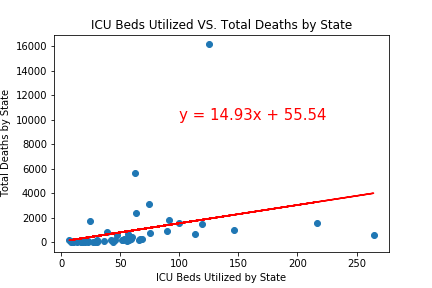 ICU Beds Utilized VS. Total Deaths by State
16000
14000
12000
10000
8000
6000
4000
2000
0
Total Deaths by State
y = 14.93x + 55.54
0 50 100 150 200 250
ICU Beds Utilized by State